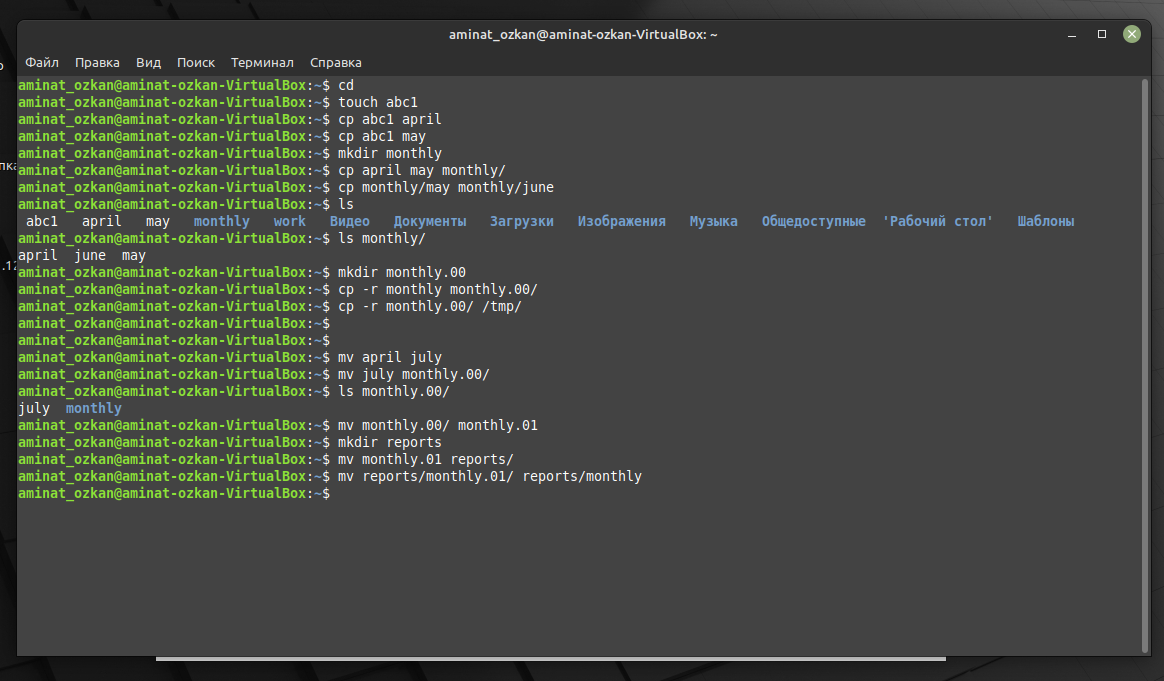 aminat_ozkan@aminat-ozkan-VirtualBox: ~
Файл Правка Вид Поиск Терминал Справка
aminat_ozkan@aminat-ozkan-VirtualBox:~$ cd
aminat_ozkan@aminat-ozkan-VirtualBox:~$ touch abc1
aminat_ozkan@aminat-ozkan-VirtualBox:~$ cp abc1 april
aminat_ozkan@aminat-ozkan-VirtualBox:~$ cp abc1 may
aminat_ozkan@aminat-ozkan-VirtualBox:~$ mkdir monthly
aminat_ozkan@aminat-ozkan-VirtualBox:~$ cp april may monthly/
aminat_ozkan@aminat-ozkan-VirtualBox:~$ cp monthly/may monthly/june
aminat_ozkan@aminat-ozkan-VirtualBox:~$ ls
abc1 april may monthly work Видео Документы Загрузки Изображения Музыка Общедоступные 'Рабочий стол' Шаблоны
aminat_ozkan@aminat-ozkan-VirtualBox:~$ ls monthly/
april june may
aminat_ozkan@aminat-ozkan-VirtualBox:~$ mkdir monthly.00
aminat_ozkan@aminat-ozkan-VirtualBox:~$ cp -r monthly monthly.00/
aminat_ozkan@aminat-ozkan-VirtualBox:~$ cp -r monthly.00/ /tmp/
aminat_ozkan@aminat-ozkan-VirtualBox:~$
aminat_ozkan@aminat-ozkan-VirtualBox:~$
aminat_ozkan@aminat-ozkan-VirtualBox:~$ mv april july
aminat_ozkan@aminat-ozkan-VirtualBox:~$ mv july monthly.00/
aminat_ozkan@aminat-ozkan-VirtualBox:~$ ls monthly.00/
july monthly
aminat_ozkan@aminat-ozkan-VirtualBox:~$ mv monthly.00/ monthly.01
aminat_ozkan@aminat-ozkan-VirtualBox:~$ mkdir reports
aminat_ozkan@aminat-ozkan-VirtualBox:~$ mv monthly.01 reports/
aminat_ozkan@aminat-ozkan-VirtualBox:~$ mv reports/monthly.01/ reports/monthly
aminat_ozkan@aminat-ozkan-VirtualBox:~$